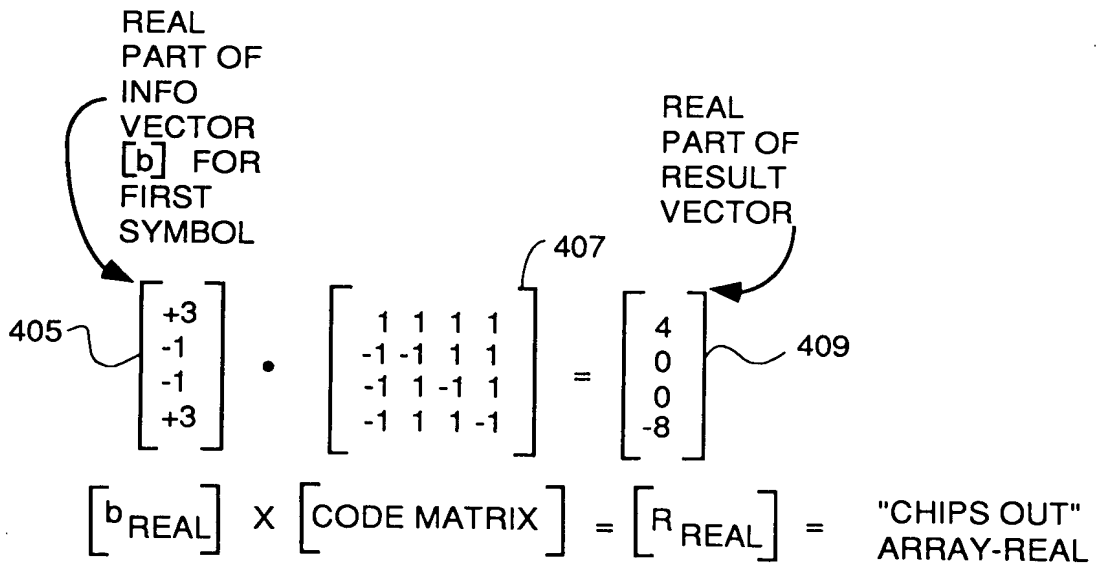 REAL
PART OF
INFO
VECTOR
[b] FOR
FIRST
SYMBOL
REAL
PART OF
RESULT
VECTOR
407
405
+3
-1
-1
+3
•
1 1 1 1
-1 -1 1 1
-1 1 -1 1
-1 1 1 -1
=
4
0
0
-8
409
[b REAL] X [CODE MATRIX] = [R REAL] = "CHIPS OUT"
ARRAY-REAL